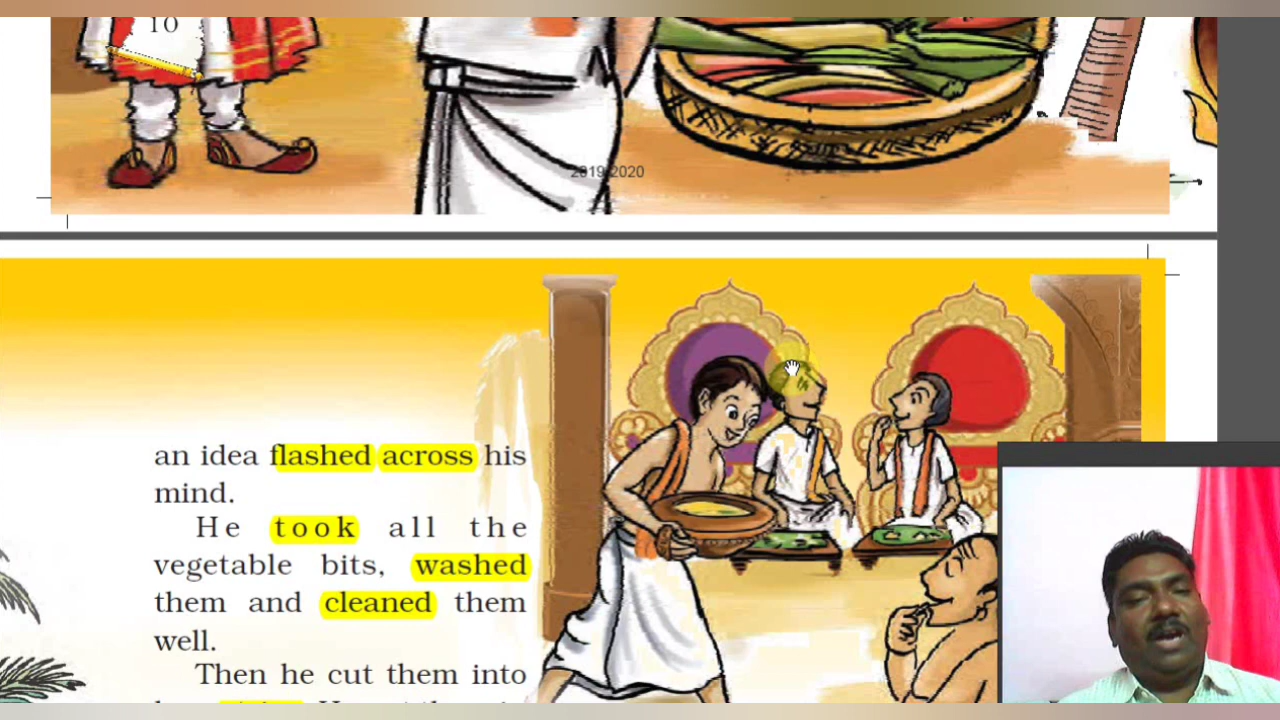 10
2019-2020
an idea flashed across his
mind.
He took all the
vegetable bits, washed
them and cleaned them
well.
Then he cut them into